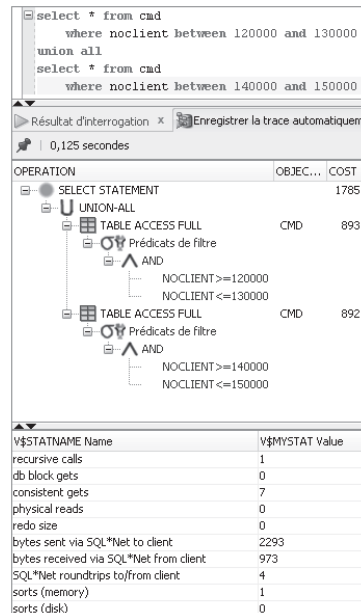 select * from cmd
where noclient between 120000 and 130000
union all
select * from cmd
where noclient between 140000 and 150000
Résultat d'interrogation x Enregistrer la trace automatiquem
0,125 secondes
OPERATION OBJEC... COST
SELECT STATEMENT 1785
UNION-ALL
TABLE ACCESS FULL CMD 893
Prédicats de filtre
AND
NOCLIENT>=120000
NOCLIENT<=130000
TABLE ACCESS FULL CMD 892
Prédicats de filtre
AND
NOCLIENT>=140000
NOCLIENT<=150000
V$STATNAME Name V$MYSTAT Value
recursive calls 1
db block gets 0
consistent gets 7
physical reads 0
redo size 0
bytes sent via SQL*Net to client 2293
bytes received via SQL*Net from client 973
SQL*Net roundtrips to/from client 4
sorts (memory) 1
sorts (disk) 0